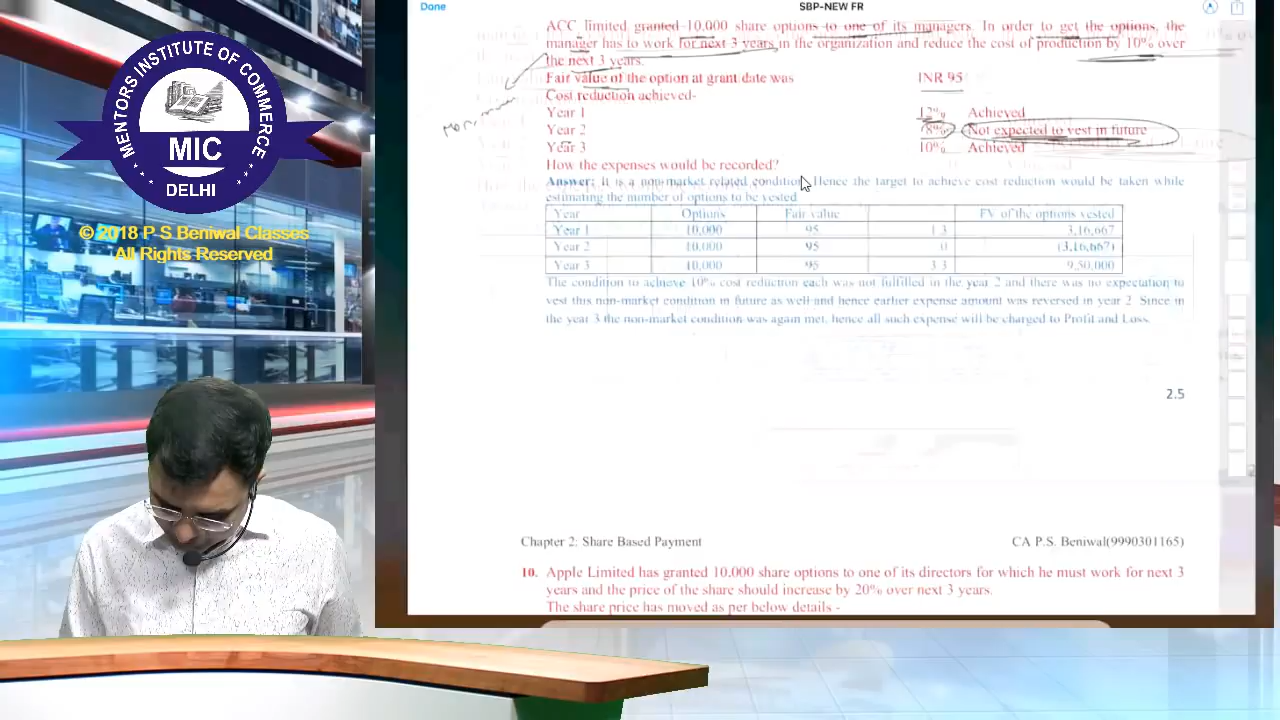 Done
SBP-NEW FR
MENTORS INSTITUTE OF COMMERCE
MIC
DELHI
© 2018 P S Beniwal Classes
All Rights Reserved
ACC limited granted 10,000 share options to one of its managers. In order to get the options, the
manager has to work for next 3 years in the organization and reduce the cost of production by 10% over
the next 3 years.
Fair value of the option at grant date was INR 95
Cost reduction achieved-
Year 1 12% Achieved
Year 2 8% Not expected to vest in future
Year 3 10% Achieved
How the expenses would be recorded?
Answer: It is a non-market related condition. Hence the target to achieve cost reduction would be taken while
estimating the number of options to be vested.
Year Options Fair value FV of the options vested
Year 1 10,000 95 1/3 3,16,667
Year 2 10,000 95 0 (3,16,667)
Year 3 10,000 95 3/3 9,50,000
The condition to achieve 10% cost reduction each was not fulfilled in the year 2 and there was no expectation to
vest this non-market condition in future as well and hence earlier expense amount was reversed in year 2. Since in
the year 3 the non-market condition was again met, hence all such expense will be charged to Profit and Loss.
2.5
Chapter 2: Share Based Payment CA P.S. Beniwal(9990301165)
10. Apple Limited has granted 10,000 share options to one of its directors for which he must work for next 3
years and the price of the share should increase by 20% over next 3 years.
The share price has moved as per below details -